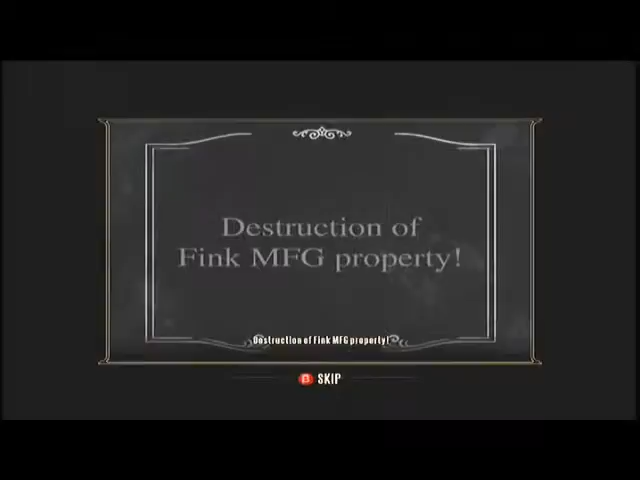 Destruction of
Fink MFG property!
Destruction of Fink MFG property!
B SKIP